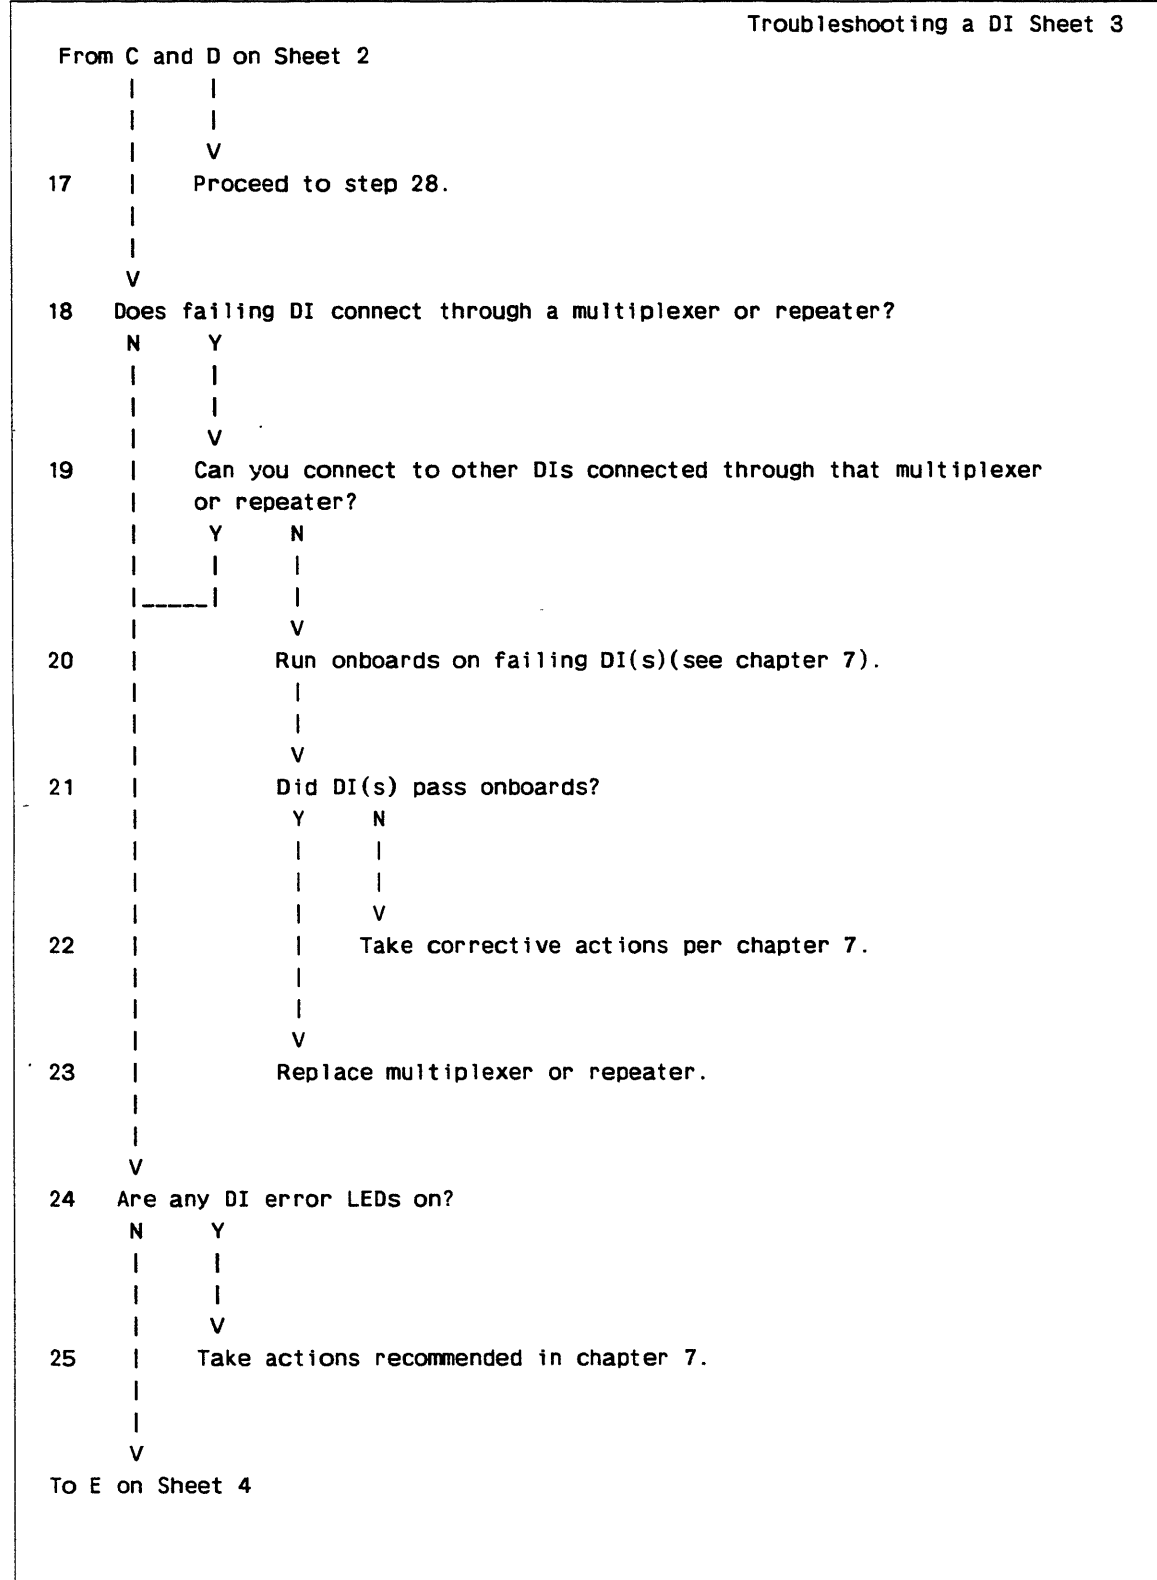 Troubleshooting a DI Sheet 3
From C and D on Sheet 2
V
17 Proceed to step 28.
V
18 Does failing DI connect through a multiplexer or repeater?
N Y
V
19 Can you connect to other DIs connected through that multiplexer
or repeater?
Y N
V
20 Run onboards on failing DI(s)(see chapter 7).
V
21 Did DI(s) pass onboards?
Y N
V
22 Take corrective actions per chapter 7.
V
23 Replace multiplexer or repeater.
V
24 Are any DI error LEDs on?
N Y
V
25 Take actions recommended in chapter 7.
V
To E on Sheet 4